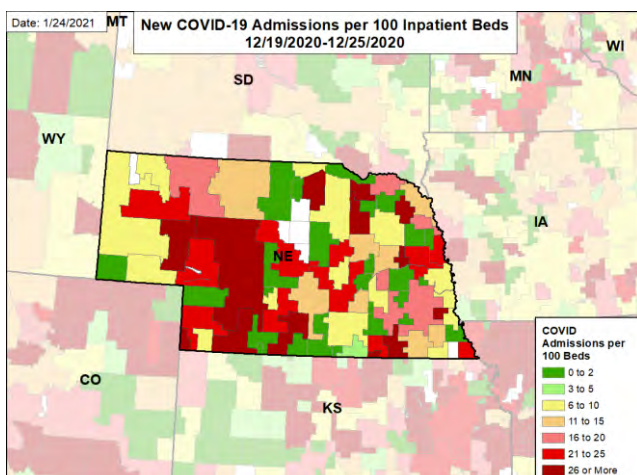 Date: 1/24/2021
New COVID-19 Admissions per 100 Inpatient Beds
12/19/2020-12/25/2020
MT
WI
SD
MN
WY
IA
NE
CO
KS
COVID
Admissions per
100 Beds
0 to 2
3 to 5
6 to 10
11 to 15
16 to 20
21 to 25
26 or More